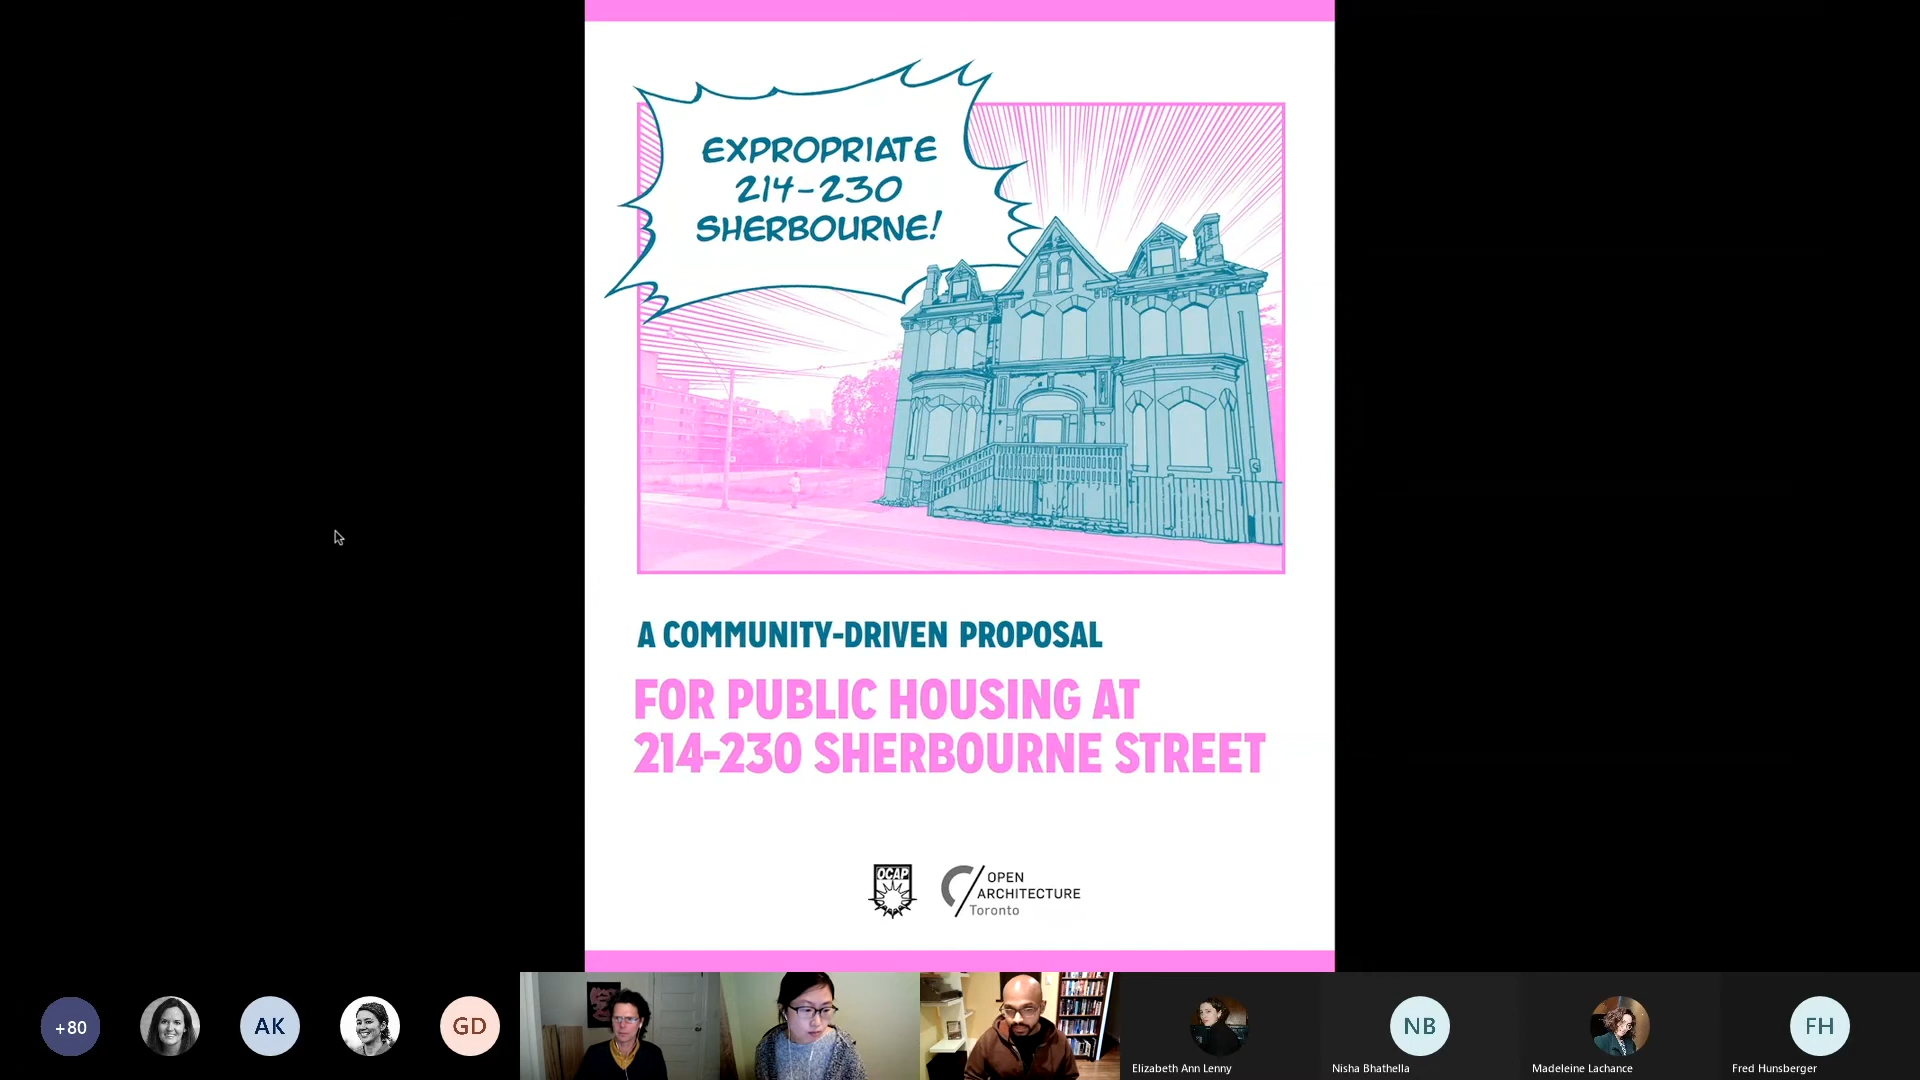 EXPROPRIATE
214-230
SHERBOURNE!
A COMMUNITY-DRIVEN PROPOSAL
FOR PUBLIC HOUSING AT
214-230 SHERBOURNE STREET
OCAP
OPEN
ARCHITECTURE
Toronto
+80
AK
GD
Elizabeth Ann Lenny
NB
Nisha Bhathella
Madeleine Lachance
FH
Fred Hunsberger